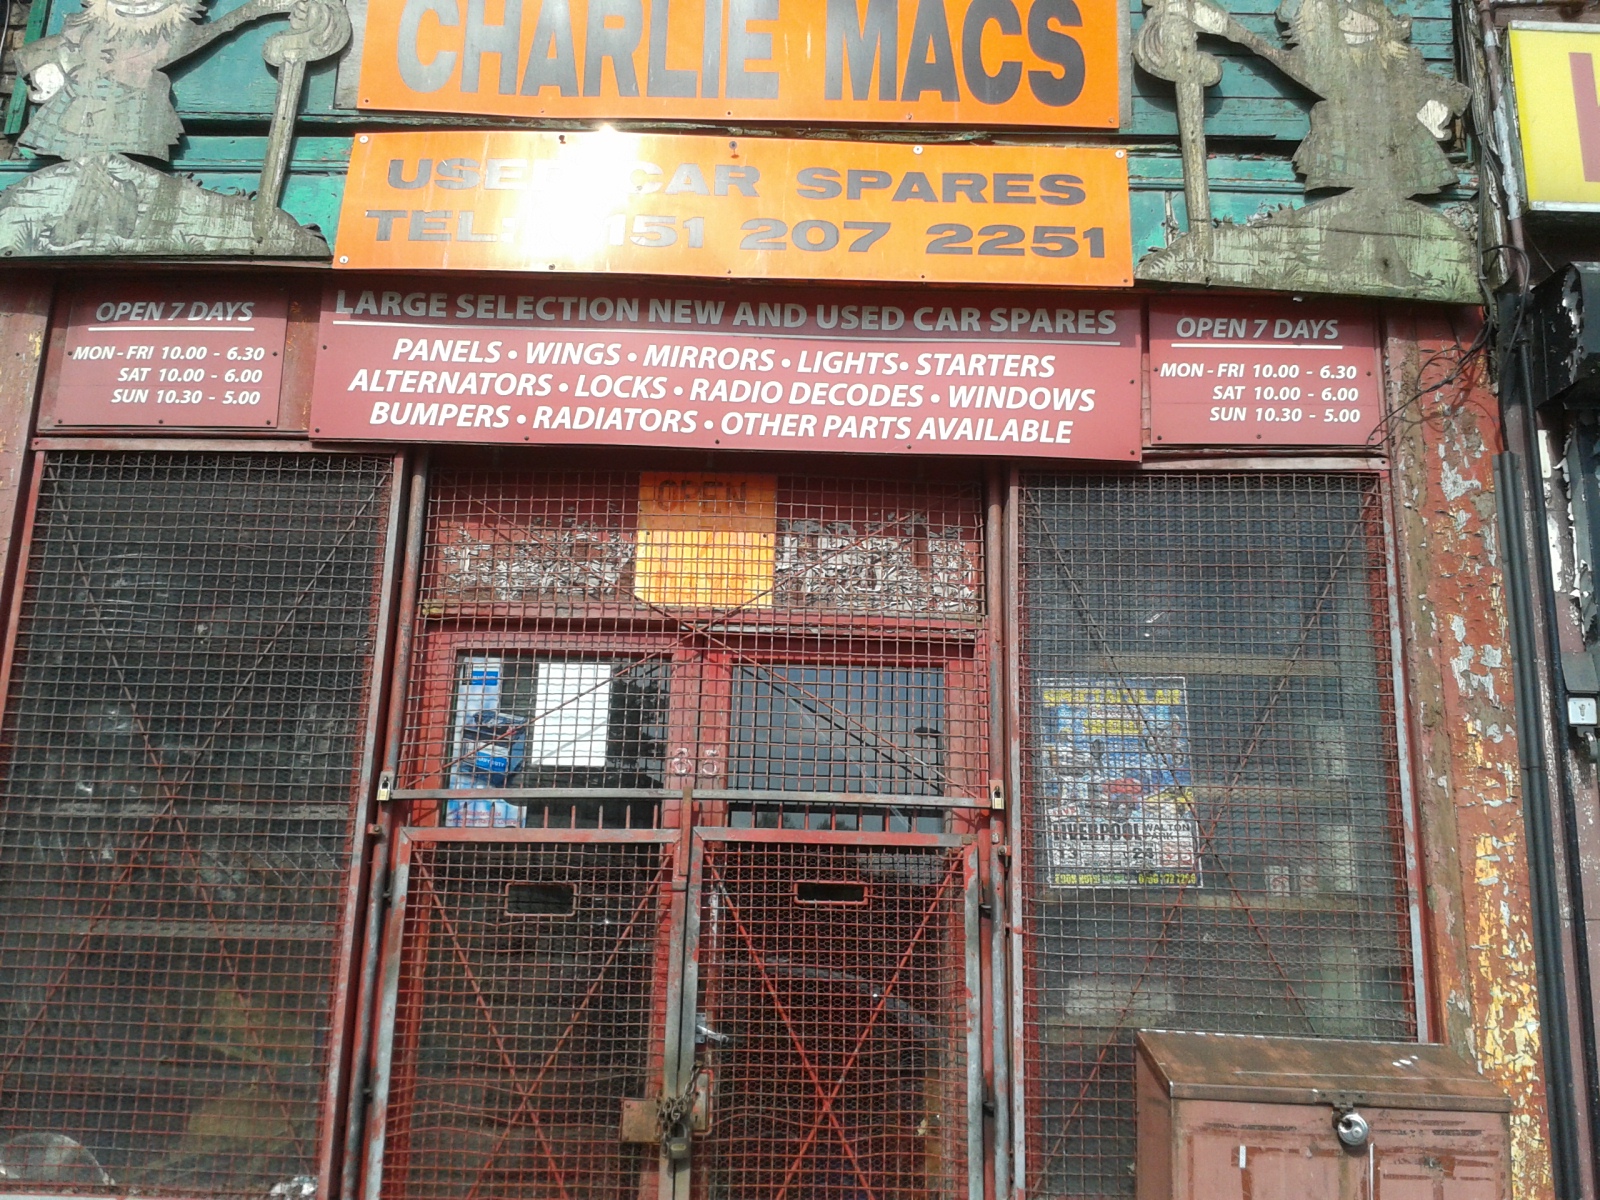 CHARLIE MACS
USED CAR SPARES
TEL: 151 207 2251
OPEN 7 DAYS
MON - FRI 10.00 - 6.30
SAT 10.00 - 6.00
SUN 10.30 - 5.00
LARGE SELECTION NEW AND USED CAR SPARES
PANELS • WINGS • MIRRORS • LIGHTS • STARTERS
ALTERNATORS • LOCKS • RADIO DECODES • WINDOWS
BUMPERS • RADIATORS • OTHER PARTS AVAILABLE
OPEN 7 DAYS
MON - FRI 10.00 - 6.30
SAT 10.00 - 6.00
SUN 10.30 - 5.00
OPEN
7
LIVERPOOL WALTON